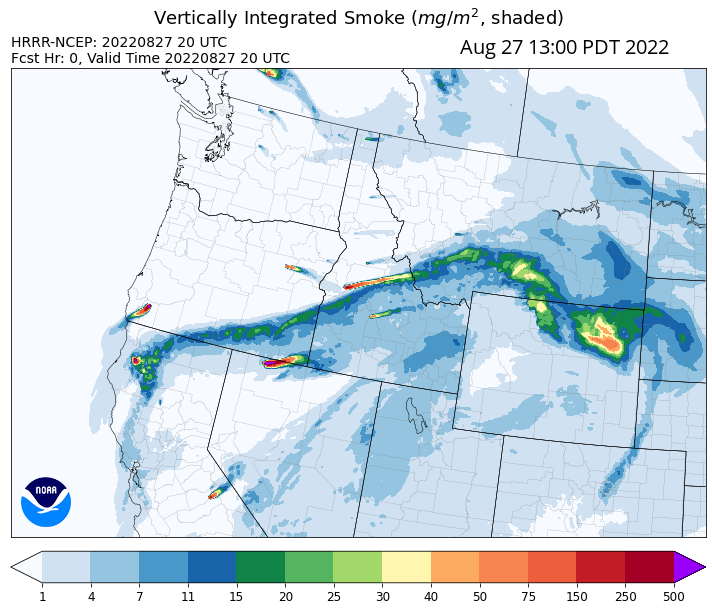 Vertically Integrated Smoke (mg/m², shaded)
HRRR-NCEP: 20220827 20 UTC
Fcst Hr: 0, Valid Time 20220827 20 UTC
Aug 27 13:00 PDT 2022
NOAA
1 4 7 11 15 20 25 30 40 50 75 150 250 500